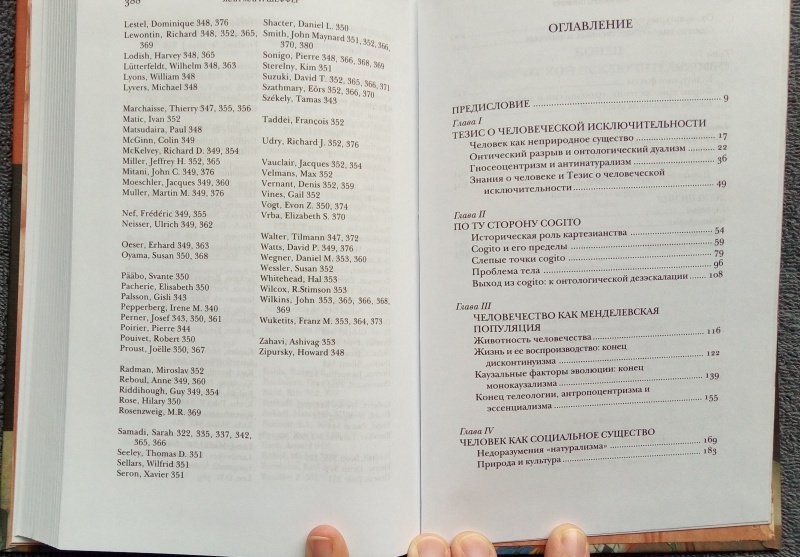 Lestel, Dominique 348, 376
Lewontin, Richard 348, 352, 365,
369
Lodish, Harvey 348, 365
Lütterfeldt, Wilhelm 348, 363
Lyons, William 348
Lyvers, Michael 348
Marchaisse, Thierry 347, 355, 356
Matic, Ivan 352
Matsudaira, Paul 348
McGinn, Colin 349
McKelvey, Richard D. 349, 354
Miller, Jeffrey H. 352, 365
Mitani, John C. 349, 376
Moeschler, Jacques 349, 360
Muller, Martin M. 349, 376
Nef, Frédéric 349, 355
Neisser, Ulrich 349, 362
Oeser, Erhard 349, 363
Oyama, Susan 350, 368
Pääbo, Svante 350
Pacherie, Elisabeth 350
Palsson, Gisli 343
Pepperberg, Irene M. 340
Perner, Josef 343, 350, 361
Poirier, Pierre 344
Pouivet, Robert 350
Proust, Joëlle 350, 367
Radman, Miroslav 352
Reboul, Anne 349, 360
Riddihough, Guy 349, 354
Rose, Hilary 350
Rosenzweig, M.R. 369
Samadi, Sarah 322, 335, 337, 342,
365, 366
Seeley, Thomas D. 351
Sellars, Wilfrid 351
Seron, Xavier 351
Shacter, Daniel L. 350
Smith, John Maynard 351, 352, 366,
370, 380
Sonigo, Pierre 348, 366, 368, 369
Sterelny, Kim 351
Suzuki, David T. 352, 365, 366, 371
Szathmary, Eörs 352, 366, 370
Székely, Tamas 343
Taddei, François 352
Udry, Richard J. 352, 376
Vauclair, Jacques 352, 354
Velmans, Max 352
Vernant, Denis 352, 359
Vines, Gail 352
Vogt, Evon Z. 350, 374
Vrba, Elizabeth S. 370
Walter, Tilmann 347, 372
Watts, David P. 349, 376
Wegner, Daniel M. 353, 360
Wessler, Susan 352
Whitehead, Hal 353
Wilcox, R.Stimson 353
Wilkins, John 353, 365, 366, 368,
369
Wuketits, Franz M. 353, 364, 373
Zahavi, Ashivag 353
Zipursky, Howard 348
ОГЛАВЛЕНИЕ
ПРЕДИСЛОВИЕ 9
Глава I
ТЕЗИС О ЧЕЛОВЕЧЕСКОЙ ИСКЛЮЧИТЕЛЬНОСТИ
Человек как неприродное существо 17
Онтический разрыв и онтологический дуализм 22
Гносеоцентризм и антинатурализм 36
Знания о человеке и Тезис о человеческой
исключительности 49
Глава II
ПО ТУ СТОРОНУ COGITO
Историческая роль картезианства 54
Cogito и его пределы 59
Слепые точки cogito 79
Проблема тела 96
Выход из cogito: к онтологической деэскалации 108
Глава III
ЧЕЛОВЕЧЕСТВО КАК МЕНДЕЛЕВСКАЯ
ПОПУЛЯЦИЯ
Животность человечества 116
Жизнь и ее воспроизводство: конец
дисконтинуизма 122
Каузальные факторы эволюции: конец
монокаузализма 139
Конец телеологии, антропоцентризма и
эссенциализма 155
Глава IV
ЧЕЛОВЕК КАК СОЦИАЛЬНОЕ СУЩЕСТВО
Недоразумения «натурализма» 169
Природа и культура 183